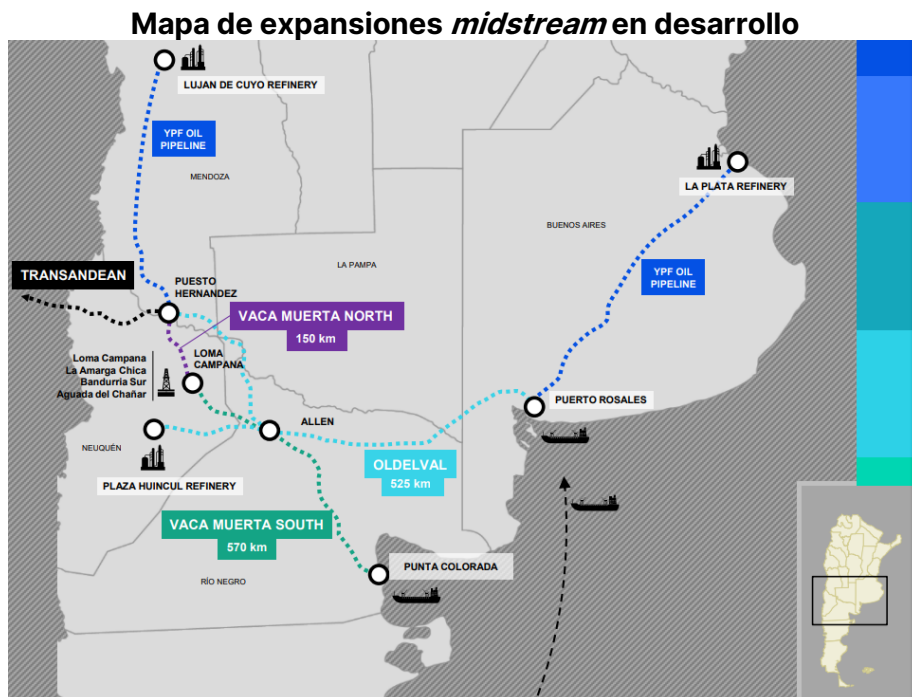 Mapa de expansiones midstream en desarrollo
LUJAN DE CUYO REFINERY
YPF OIL
PIPELINE
MENDOZA
LA PLATA REFINERY
BUENOS AIRES
LA PAMPA
YPF OIL
PIPELINE
TRANSANDEAN
PUESTO
HERNANDEZ
VACA MUERTA NORTH
150 km
Loma Campana
La Amarga Chica
Bandurria Sur
Aguada del Chañar
LOMA
CAMPANA
PUERTO ROSALES
ALLEN
NEUQUÉN
OLDELVAL
525 km
PLAZA HUINCUL REFINERY
VACA MUERTA SOUTH
570 km
PUNTA COLORADA
RÍO NEGRO